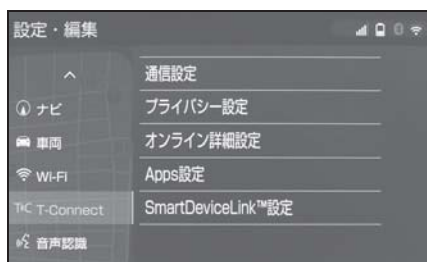 設定・編集
ナビ
車両
Wi-Fi
T-Connect
音声認識
通信設定
プライバシー設定
オンライン詳細設定
Apps設定
SmartDeviceLink™設定